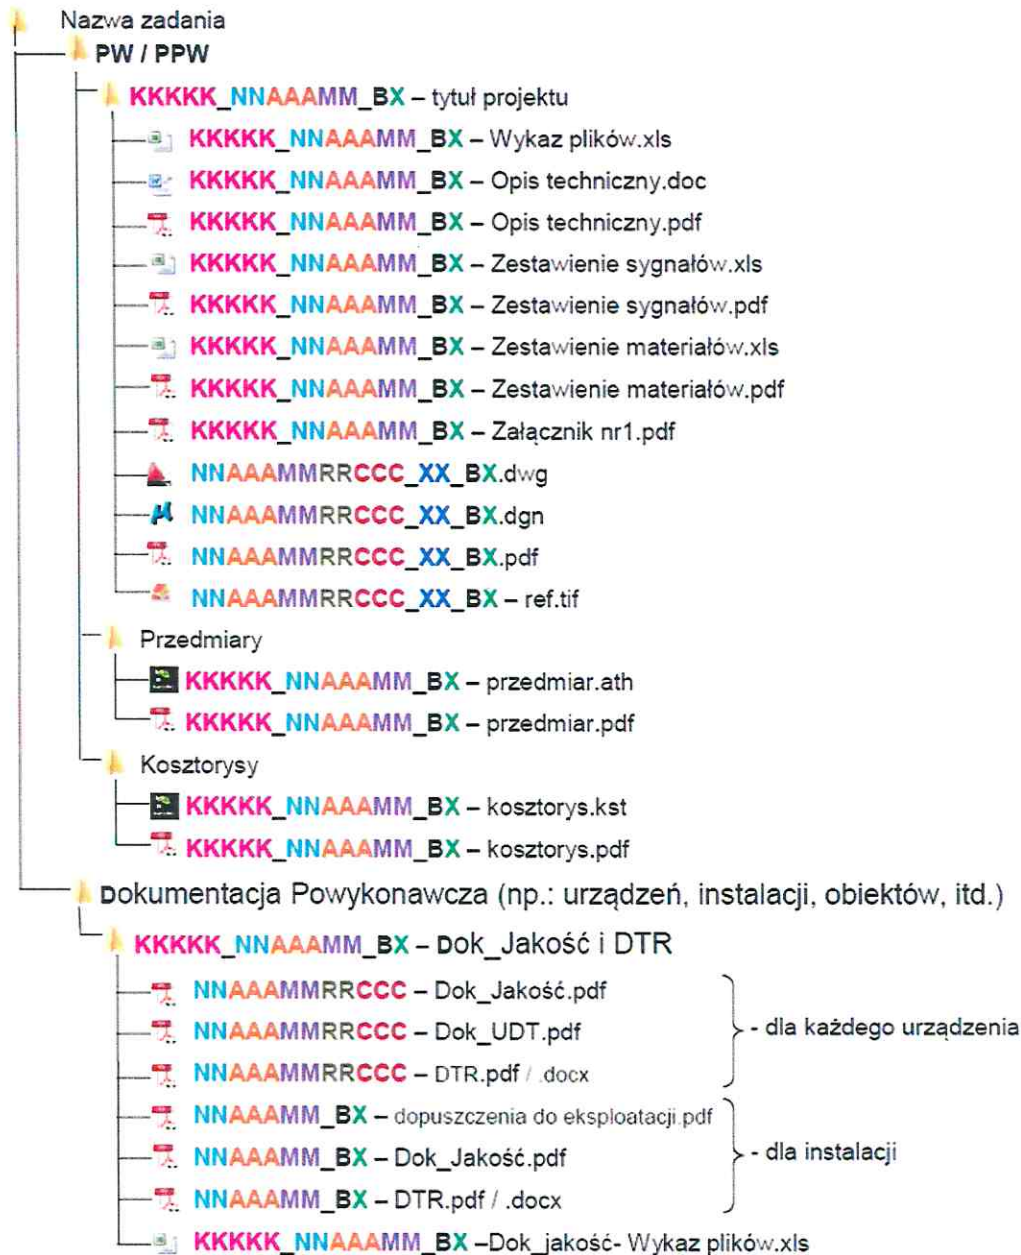 Nazwa zadania
PW / PPW
KKKKK_NNAAAMM_BX – tytuł projektu
KKKKK_NNAAAMM_BX – Wykaz plików.xls
KKKKK_NNAAAMM_BX – Opis techniczny.doc
KKKKK_NNAAAMM_BX – Opis techniczny.pdf
KKKKK_NNAAAMM_BX – Zestawienie sygnałów.xls
KKKKK_NNAAAMM_BX – Zestawienie sygnałów.pdf
KKKKK_NNAAAMM_BX – Zestawienie materiałów.xls
KKKKK_NNAAAMM_BX – Zestawienie materiałów.pdf
KKKKK_NNAAAMM_BX – Załącznik nr1.pdf
NNAAAMMRRCCC_XX_BX.dwg
NNAAAMMRRCCC_XX_BX.dgn
NNAAAMMRRCCC_XX_BX.pdf
NNAAAMMRRCCC_XX_BX – ref.tif
Przedmiary
KKKKK_NNAAAMM_BX – przedmiar.ath
KKKKK_NNAAAMM_BX – przedmiar.pdf
Kosztorysy
KKKKK_NNAAAMM_BX – kosztorys.kst
KKKKK_NNAAAMM_BX – kosztorys.pdf
Dokumentacja Powykonawcza (np.: urządzeń, instalacji, obiektów, itd.)
KKKKK_NNAAAMM_BX – Dok_Jakość i DTR
NNAAAMMRRCCC – Dok_Jakość.pdf
NNAAAMMRRCCC – Dok_UDT.pdf
- dla każdego urządzenia
NNAAAMMRRCCC – DTR.pdf / .docx
NNAAAMM_BX – dopuszczenia do eksploatacji.pdf
NNAAAMM_BX – Dok_Jakość.pdf
- dla instalacji
NNAAAMM_BX – DTR.pdf / .docx
KKKKK_NNAAAMM_BX –Dok_jakość- Wykaz plików.xls